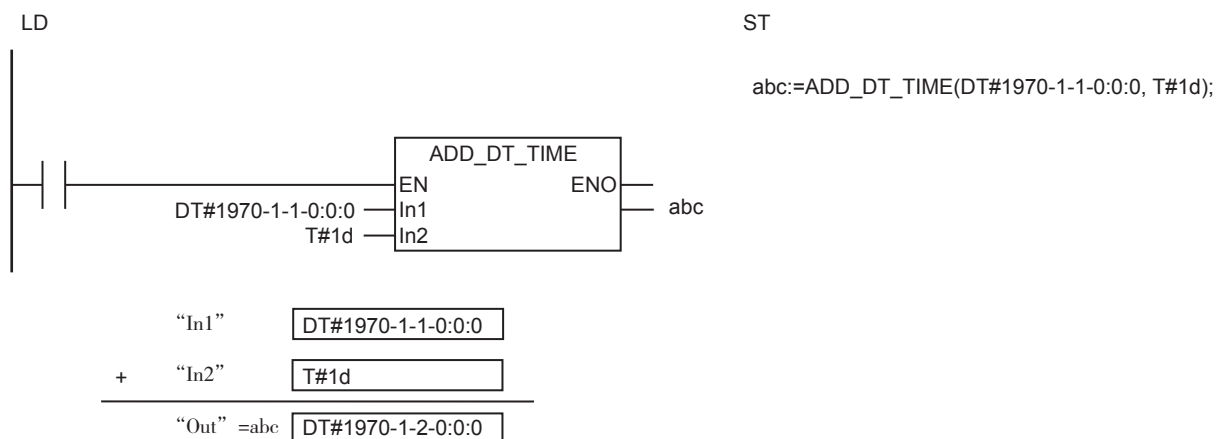 LD
ST
abc:=ADD_DT_TIME(DT#1970-1-1-0:0:0, T#1d);
ADD_DT_TIME
EN ENO
DT#1970-1-1-0:0:0 In1 abc
T#1d In2
“In1” DT#1970-1-1-0:0:0
+ “In2” T#1d
“Out” =abc DT#1970-1-2-0:0:0